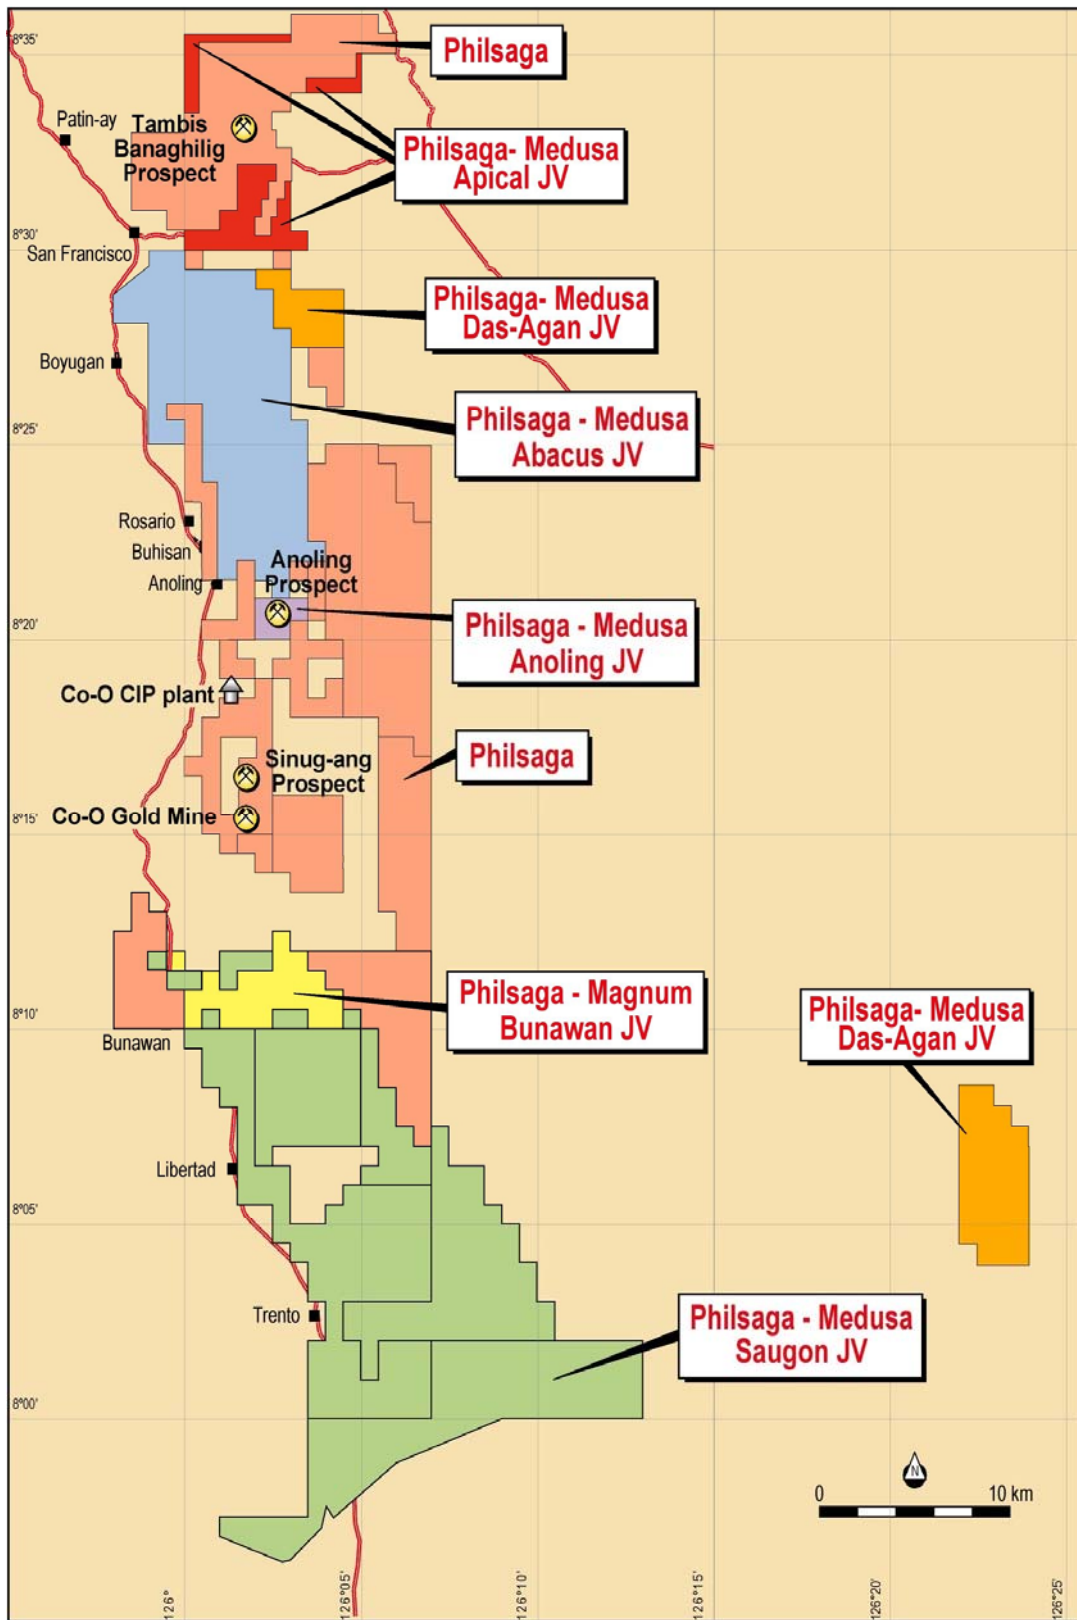 8°35'
Philsaga
Patin-ay
Tambis
Banaghilig
Prospect
Philsaga- Medusa
Apical JV
8°30'
San Francisco
Philsaga- Medusa
Das-Agan JV
Boyugan
Philsaga - Medusa
Abacus JV
8°25'
Rosario
Buhisan
Anoling
Anoling
Prospect
8°20'
Philsaga - Medusa
Anoling JV
Co-O CIP plant
Sinug-ang
Prospect
Philsaga
Co-O Gold Mine
8°15'
Philsaga - Magnum
Bunawan JV
Philsaga- Medusa
Das-Agan JV
8°10'
Bunawan
Libertad
8°05'
Trento
Philsaga - Medusa
Saugon JV
8°00'
N
0 10 km
126°
126°05'
126°10'
126°15'
126°20'
126°25'